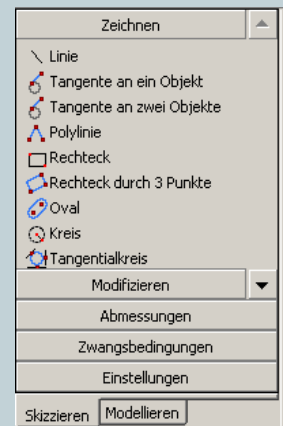 Zeichnen
Linie
Tangente an ein Objekt
Tangente an zwei Objekte
Polylinie
Rechteck
Rechteck durch 3 Punkte
Oval
Kreis
Tangentialkreis
Modifizieren
Abmessungen
Zwangsbedingungen
Einstellungen
Skizzieren Modellieren